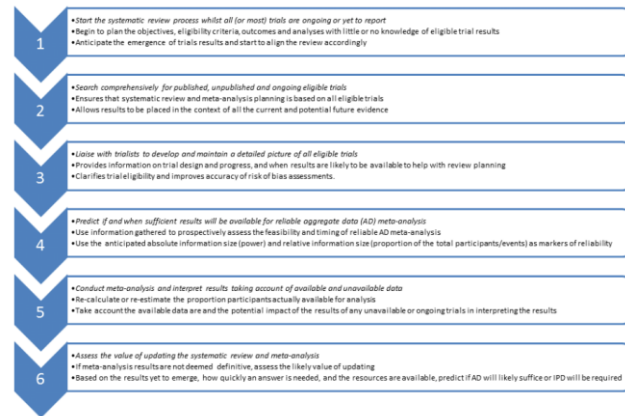 1
•Start the systematic review process whilst all (or most) trials are ongoing or yet to report
•Begin to plan the objectives, eligibility criteria, outcomes and analyses with little or no knowledge of eligible trial results
•Anticipate the emergence of trials results and start to align the review accordingly
2
•Search comprehensively for published, unpublished and ongoing eligible trials
•Ensures that systematic review and meta-analysis planning is based on all eligible trials
•Allows results to be placed in the context of all the current and potential future evidence
3
•Liaise with trialists to develop and maintain a detailed picture of all eligible trials
•Provides information on trial design and progress, and when results are likely to be available to help with review planning
•Clarifies trial eligibility and improves accuracy of risk of bias assessments.
4
•Predict if and when sufficient results will be available for reliable aggregate data (AD) meta-analysis
•Use information gathered to prospectively assess the feasibility and timing of reliable AD meta-analysis
•Use the anticipated absolute information size (power) and relative information size (proportion of the total participants/events) as markers of reliability
5
•Conduct meta-analysis and interpret results taking account of available and unavailable data
•Re-calculate or re-estimate the proportion participants actually available for analysis
•Take account the available data are and the potential impact of the results of any unavailable or ongoing trials in interpreting the results
6
•Assess the value of updating the systematic review and meta-analysis
•If meta-analysis results are not deemed definitive, assess the likely value of updating
•Based on the results yet to emerge, how quickly an answer is needed, and the resources are available, predict if AD will likely suffice or IPD will be required